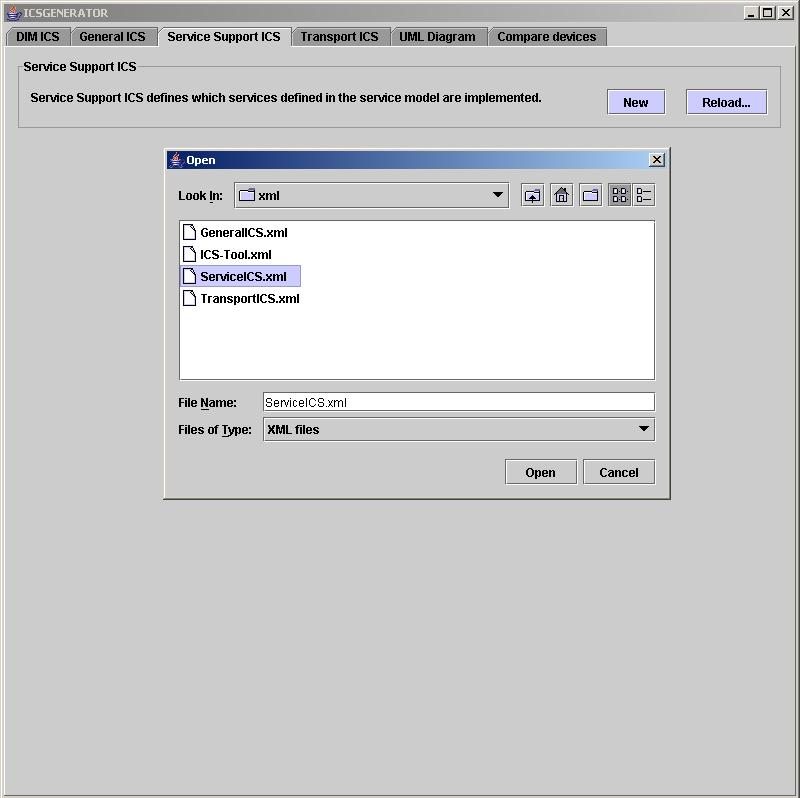 ICSGENERATOR
DIM ICS General ICS Service Support ICS Transport ICS UML Diagram Compare devices
Service Support ICS
Service Support ICS defines which services defined in the service model are implemented. New Reload...
Open
Look In: xml
GeneralICS.xml
ICS-Tool.xml
ServiceICS.xml
TransportICS.xml
File Name: ServiceICS.xml
Files of Type: XML files
Open Cancel